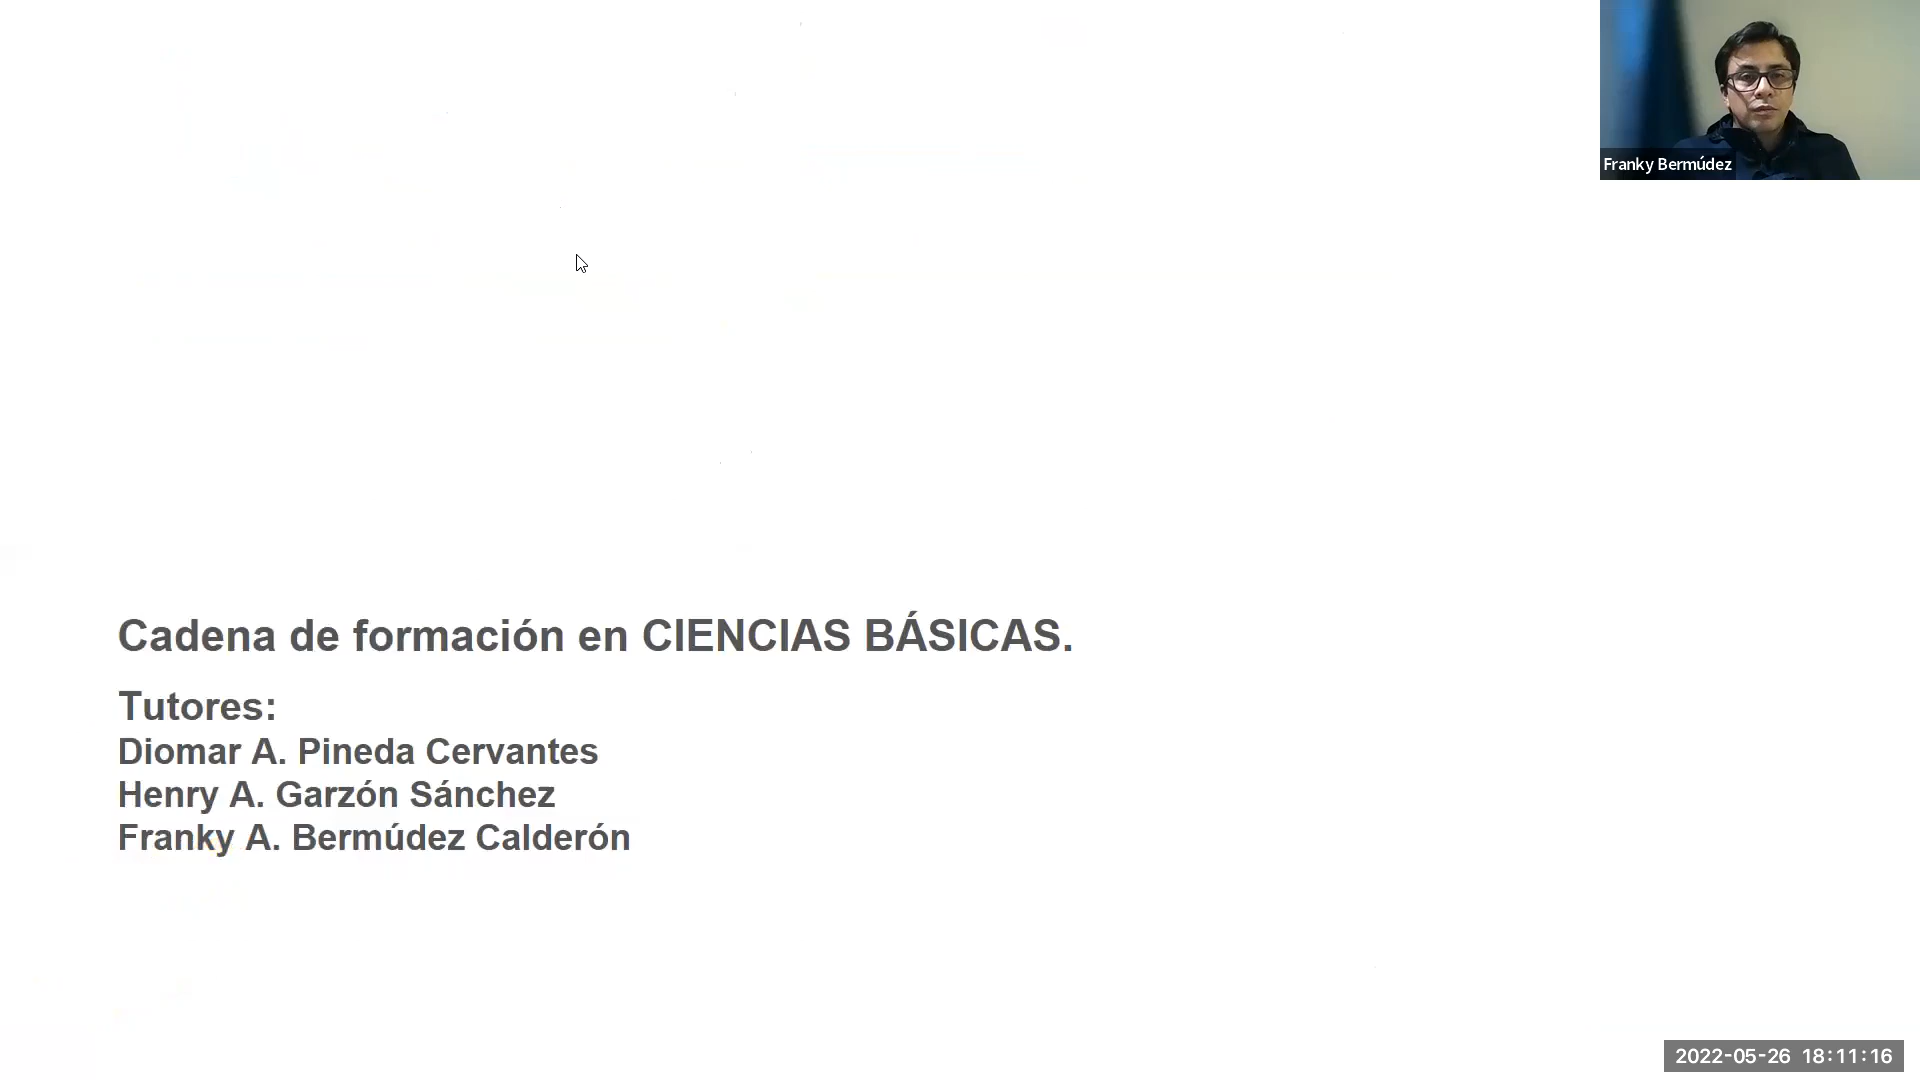 Franky Bermúdez
Cadena de formación en CIENCIAS BÁSICAS.
Tutores:
Diomar A. Pineda Cervantes
Henry A. Garzón Sánchez
Franky A. Bermúdez Calderón
2022-05-26 18:11:16